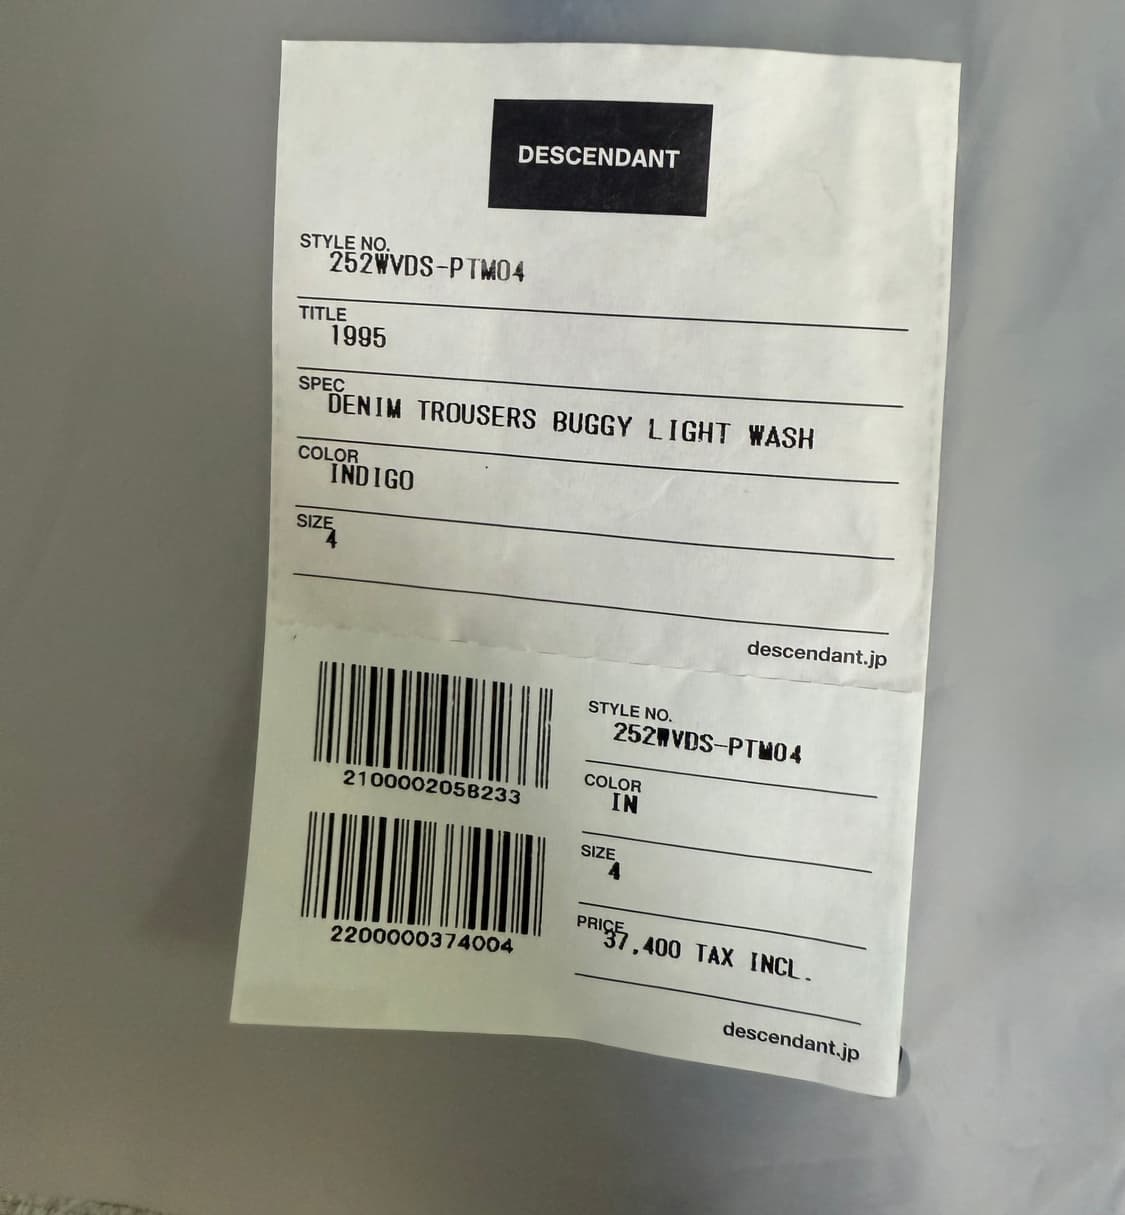 DESCENDANT
STYLE NO.
252WVDS-PTM04
TITLE
1995
SPEC
DENIM TROUSERS BUGGY LIGHT WASH
COLOR
INDIGO
SIZE
4
descendant.jp
2100002058233
2200000374004
STYLE NO.
252WVDS-PTM04
COLOR
IN
SIZE
4
PRICE
37,400 TAX INCL.
descendant.jp